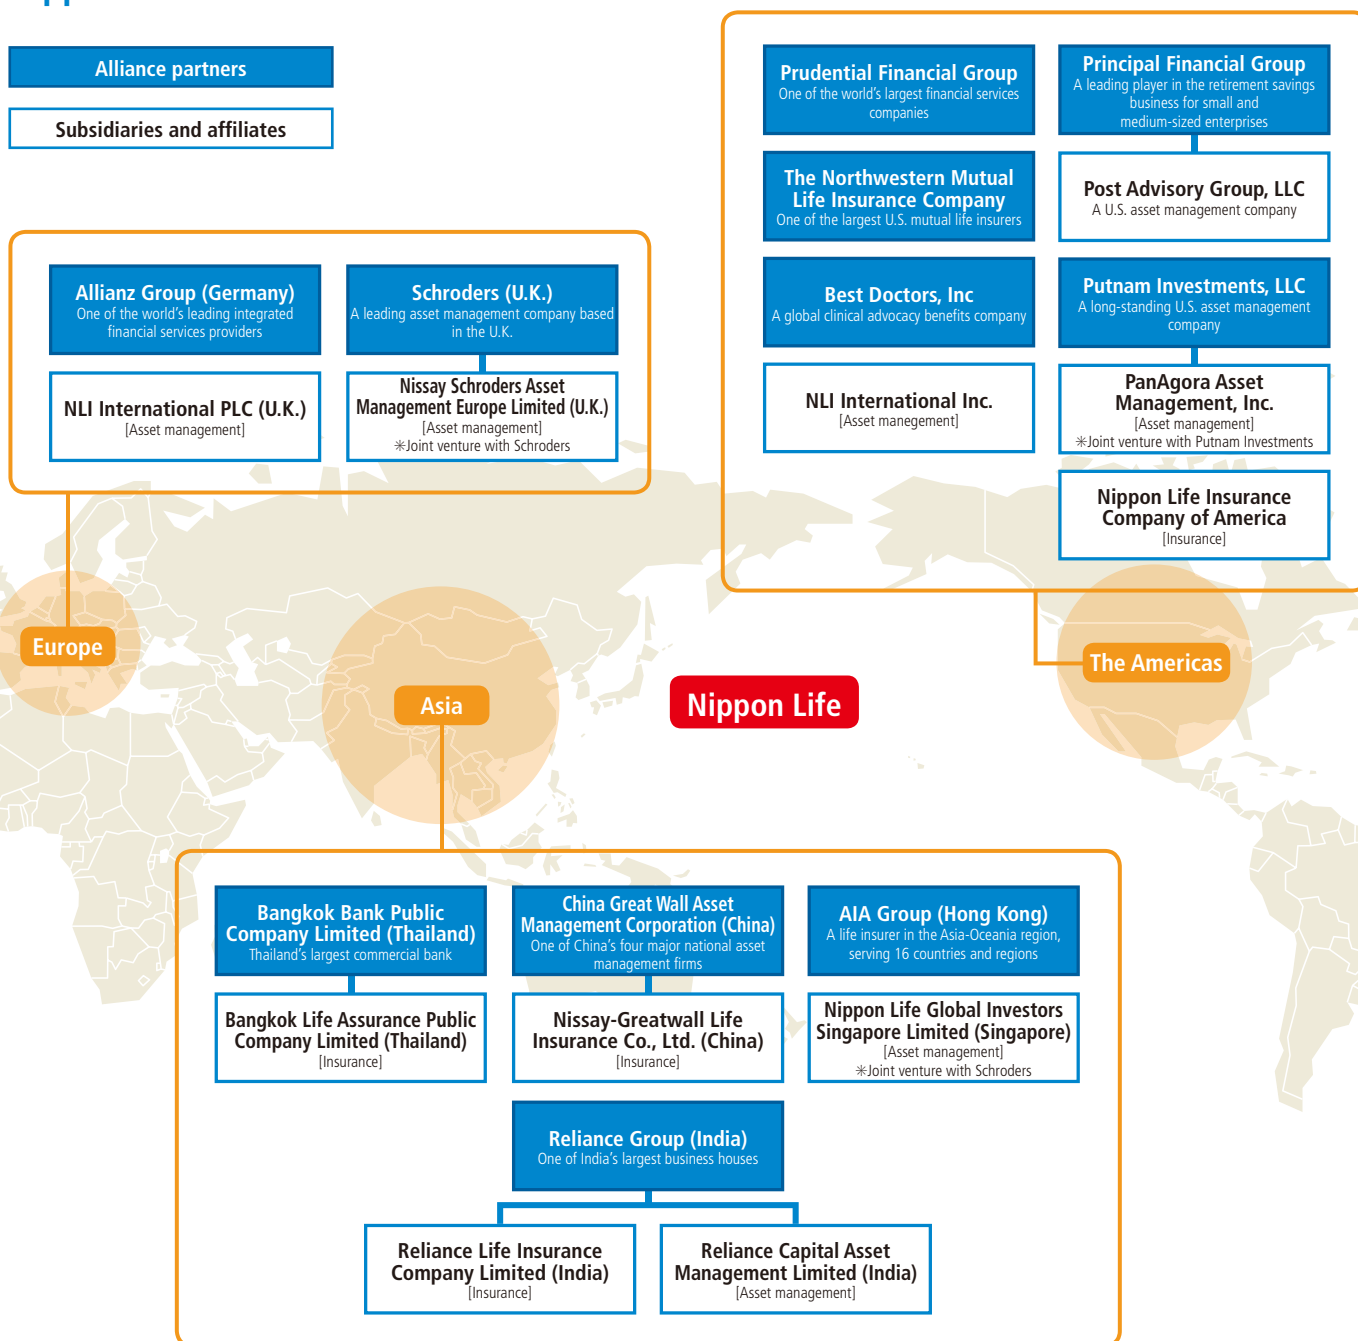 Alliance partners
Subsidiaries and affiliates
Prudential Financial Group
One of the world's largest financial services
companies
Principal Financial Group
A leading player in the retirement savings
business for small and
medium-sized enterprises
The Northwestern Mutual
Life Insurance Company
One of the largest U.S. mutual life insurers
Post Advisory Group, LLC
A U.S. asset management company
Best Doctors, Inc
A global clinical advocacy benefits company
Putnam Investments, LLC
A long-standing U.S. asset management
company
NLI International Inc.
[Asset manegement]
PanAgora Asset
Management, Inc.
[Asset management]
✳Joint venture with Putnam Investments
Nippon Life Insurance
Company of America
[Insurance]
Allianz Group (Germany)
One of the world's leading integrated
financial services providers
Schroders (U.K.)
A leading asset management company based
in the U.K.
NLI International PLC (U.K.)
[Asset management]
Nissay Schroders Asset
Management Europe Limited (U.K.)
[Asset management]
✳Joint venture with Schroders
Europe
Asia
Nippon Life
The Americas
Bangkok Bank Public
Company Limited (Thailand)
Thailand's largest commercial bank
China Great Wall Asset
Management Corporation (China)
One of China's four major national asset
management firms
AIA Group (Hong Kong)
A life insurer in the Asia-Oceania region,
serving 16 countries and regions
Bangkok Life Assurance Public
Company Limited (Thailand)
[Insurance]
Nissay-Greatwall Life
Insurance Co., Ltd. (China)
[Insurance]
Nippon Life Global Investors
Singapore Limited (Singapore)
[Asset management]
✳Joint venture with Schroders
Reliance Group (India)
One of India's largest business houses
Reliance Life Insurance
Company Limited (India)
[Insurance]
Reliance Capital Asset
Management Limited (India)
[Asset management]